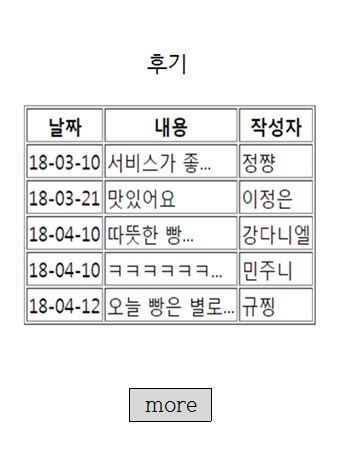 후기
날짜 내용 작성자
18-03-10 서비스가 좋... 정쨩
18-03-21 맛있어요 이정은
18-04-10 따뜻한 빵... 강다니엘
18-04-10 ㅋㅋㅋㅋㅋㅋ... 민주니
18-04-12 오늘 빵은 별로... 규찡
more